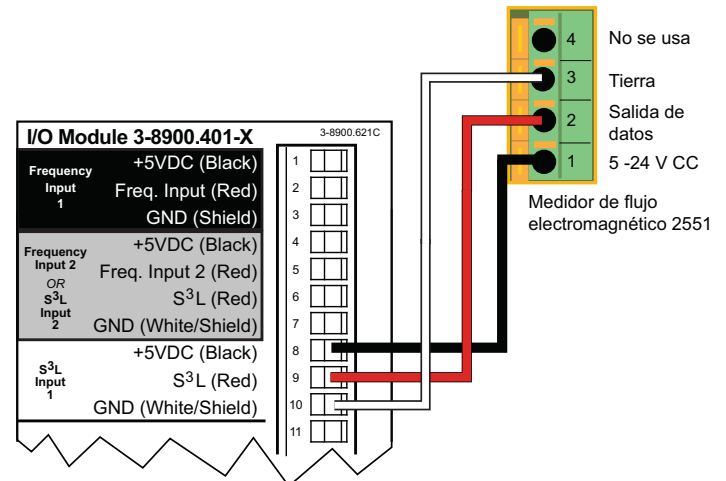 4 No se usa
3 Tierra
2 Salida de
datos
1 5 -24 V CC
Medidor de flujo
electromagnético 2551
I/O Module 3-8900.401-X
3-8900.621C
Frequency
Input
1
+5VDC (Black) 1
Freq. Input (Red) 2
GND (Shield) 3
Frequency
Input 2
OR
S³L
Input
2
+5VDC (Black) 4
Freq. Input 2 (Red) 5
S³L (Red) 6
GND (White/Shield) 7
S³L
Input
1
+5VDC (Black) 8
S³L (Red) 9
GND (White/Shield) 10
11